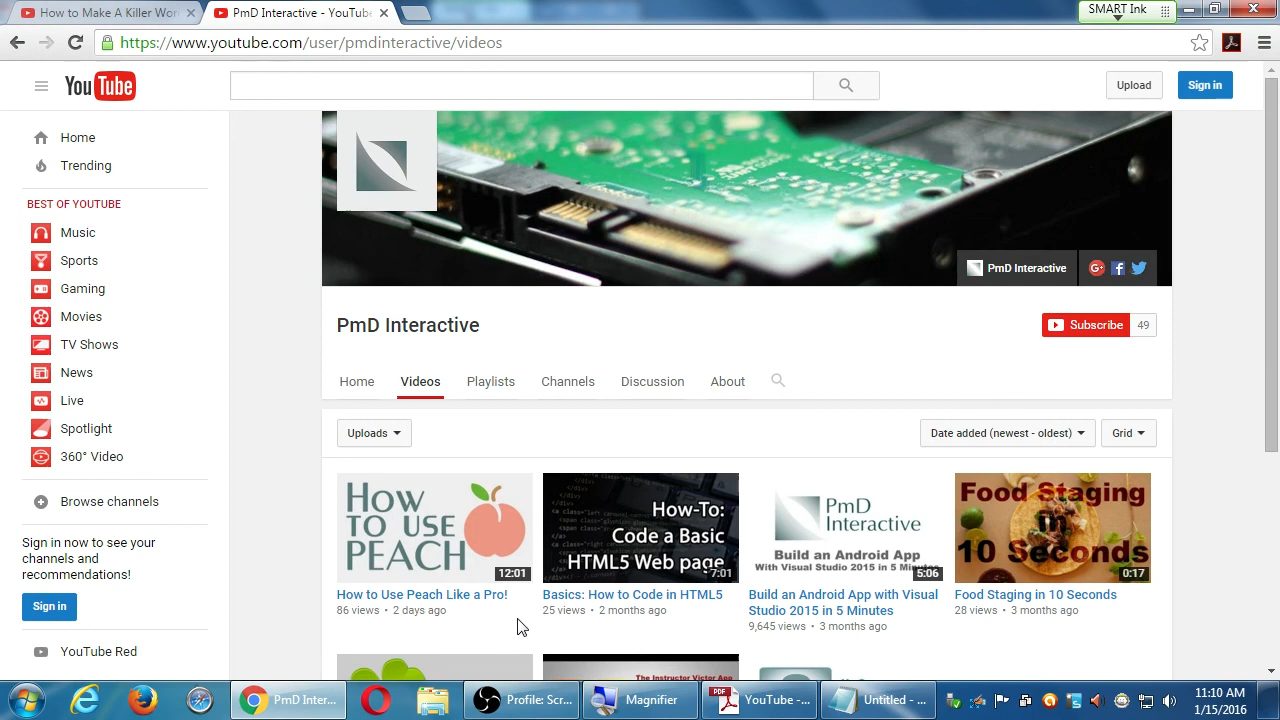 How to Make A Killer Wor
PmD Interactive - YouTube
SMART Ink
https://www.youtube.com/user/pmdinteractive/videos
YouTube
Upload
Sign in
Home
Trending
BEST OF YOUTUBE
Music
Sports
Gaming
Movies
TV Shows
News
Live
Spotlight
360° Video
Browse channels
Sign in now to see your
channels and
recommendations!
Sign in
YouTube Red
PmD Interactive
PmD Interactive
Subscribe 49
Home Videos Playlists Channels Discussion About
Uploads
Date added (newest - oldest)
Grid
How
to use
Peach
12:01
How to Use Peach Like a Pro!
86 views • 2 days ago
How-To:
Code a Basic
HTML5 Web page
7:01
Basics: How to Code in HTML5
25 views • 2 months ago
PmD
Interactive
Build an Android App
With Visual Studio 2015 in 5 Minutes
5:06
Build an Android App with Visual
Studio 2015 in 5 Minutes
9,645 views • 3 months ago
Food Staging
in
10 Seconds
0:17
Food Staging in 10 Seconds
28 views • 3 months ago
The Instructor Victor App
PmD Inter...
Profile: Scr...
Magnifier
PDF
YouTube -...
Untitled - ...
11:10 AM
1/15/2016